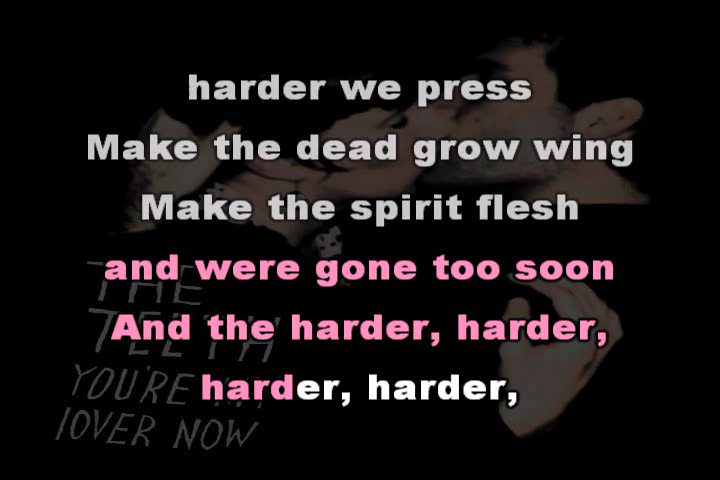 harder we press
Make the dead grow wing
Make the spirit flesh
and were gone too soon
And the harder, harder,
harder, harder,
THE
TEETH
YOU'RE MY
LOVER NOW